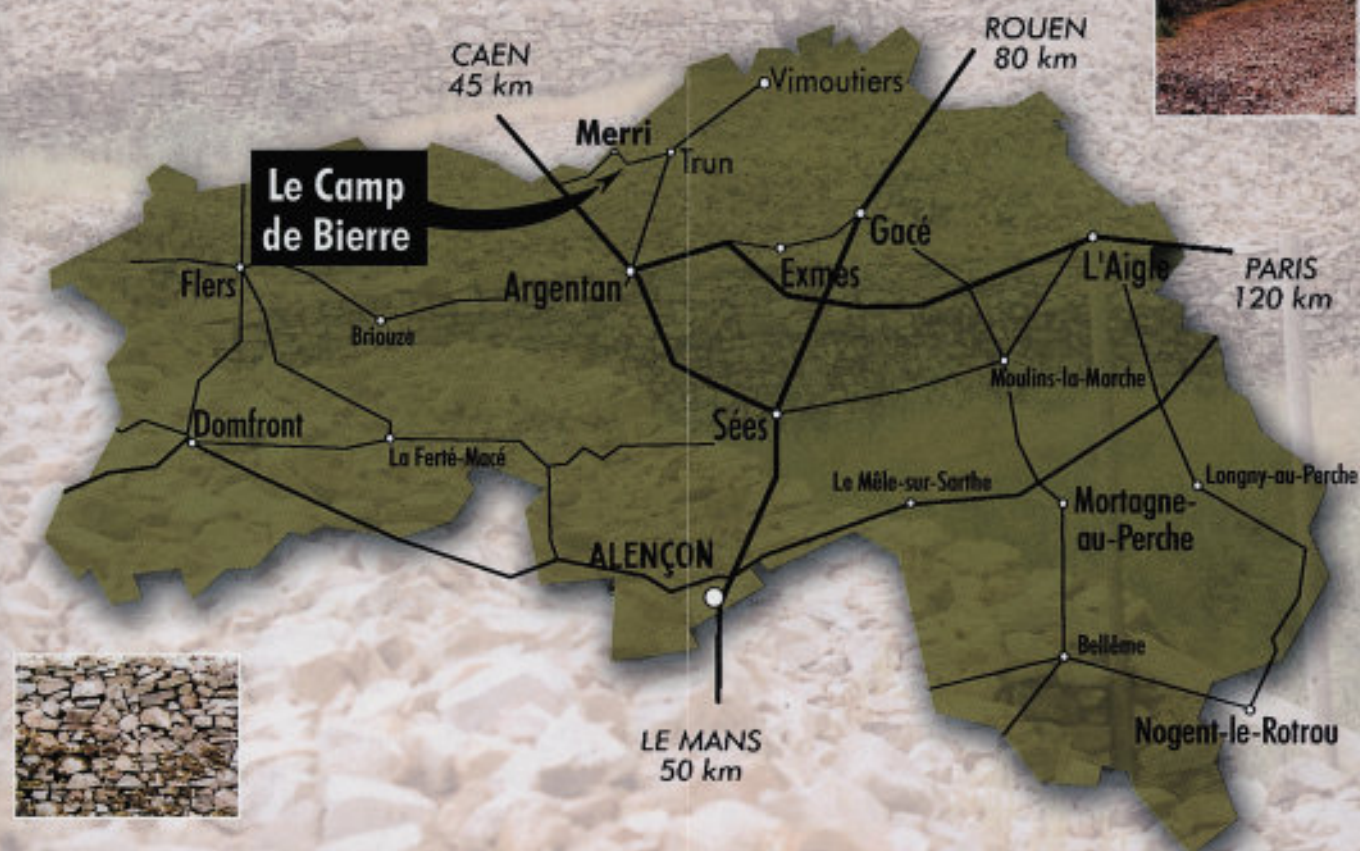 CAEN
45 km
ROUEN
80 km
Vimoutiers
Merri
Trun
Le Camp
de Bierre
Gacé
Flers
Argentan
Exmes
L'Aigle
PARIS
120 km
Briouze
Moulins-la-Marche
Domfront
Sées
La Ferté-Macé
Le Mêle-sur-Sarthe
Longny-au-Perche
Mortagne-
au-Perche
ALENÇON
Bellême
Nogent-le-Rotrou
LE MANS
50 km